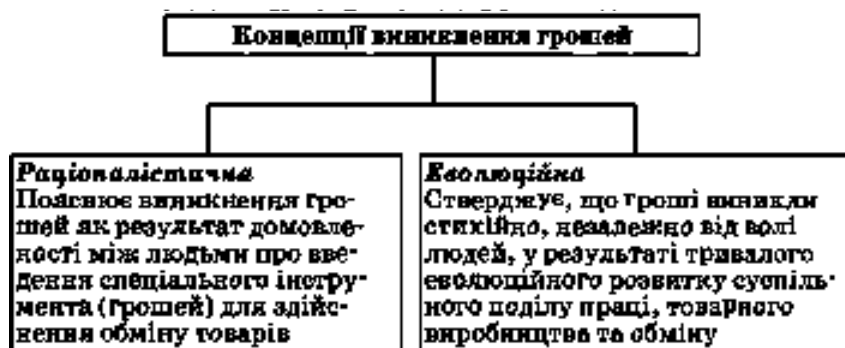 Концепції виникнення грошей
Раціоналістична
Пояснює виникнення гро-
шей як результат домовле-
ності між людьми про вве-
дення спеціального інстру-
мента (грошей) для здійс-
нення обміну товарів
Еволюційна
Стверджує, що гроші виникли
стихійно, незалежно від волі
людей, у результаті тривалого
еволюційного розвитку суспіль-
ного поділу праці, товарного
виробництва та обміну